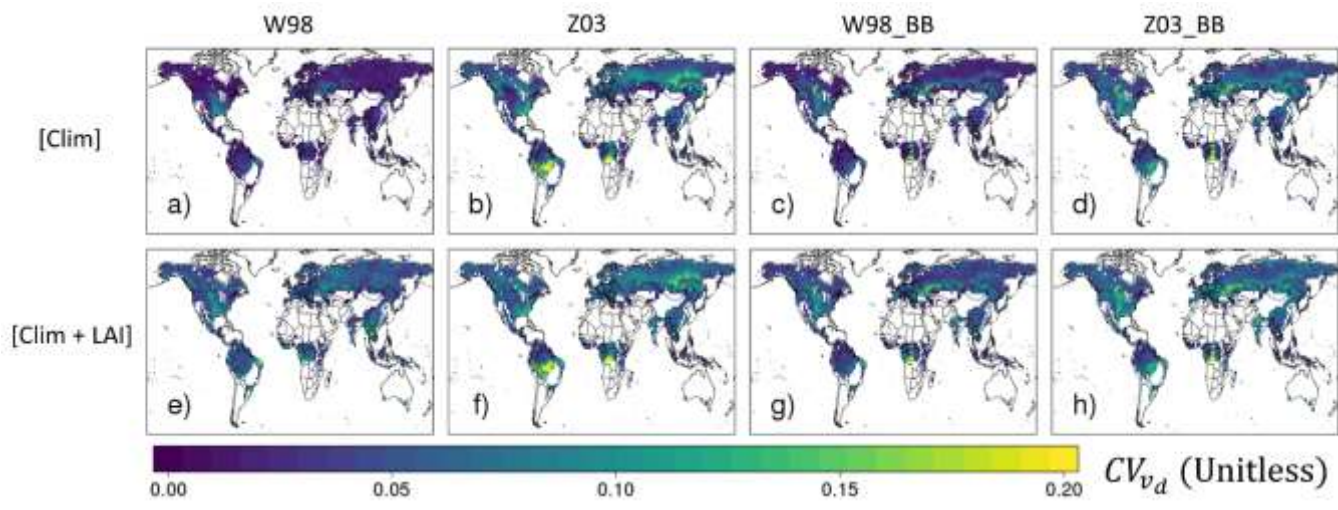 W98 Z03 W98_BB Z03_BB
[Clim]
a) b) c) d)
[Clim + LAI]
e) f) g) h)
0.00 0.05 0.10 0.15 0.20
CV_{v_d} (Unitless)